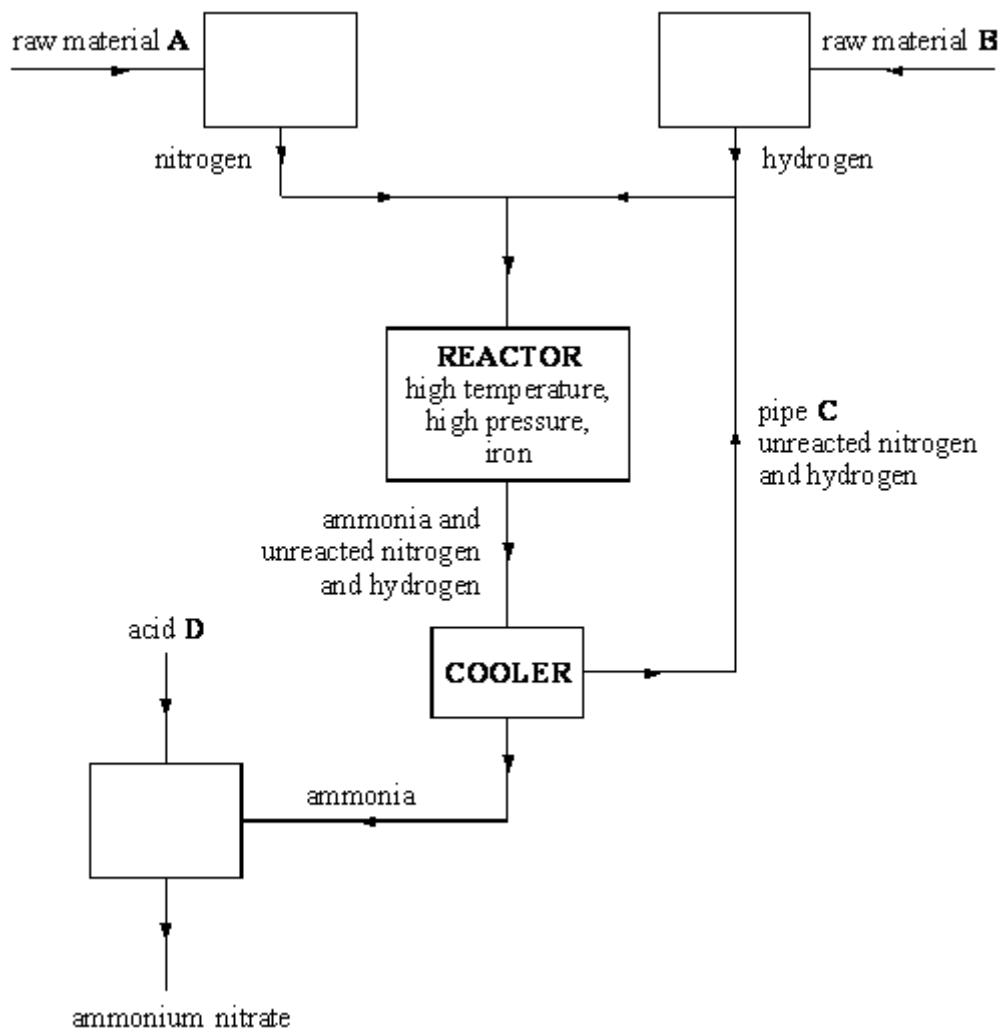 raw material A
raw material B
nitrogen
hydrogen
REACTOR
high temperature,
high pressure,
iron
pipe C
unreacted nitrogen
and hydrogen
ammonia and
unreacted nitrogen
and hydrogen
acid D
COOLER
ammonia
ammonium nitrate